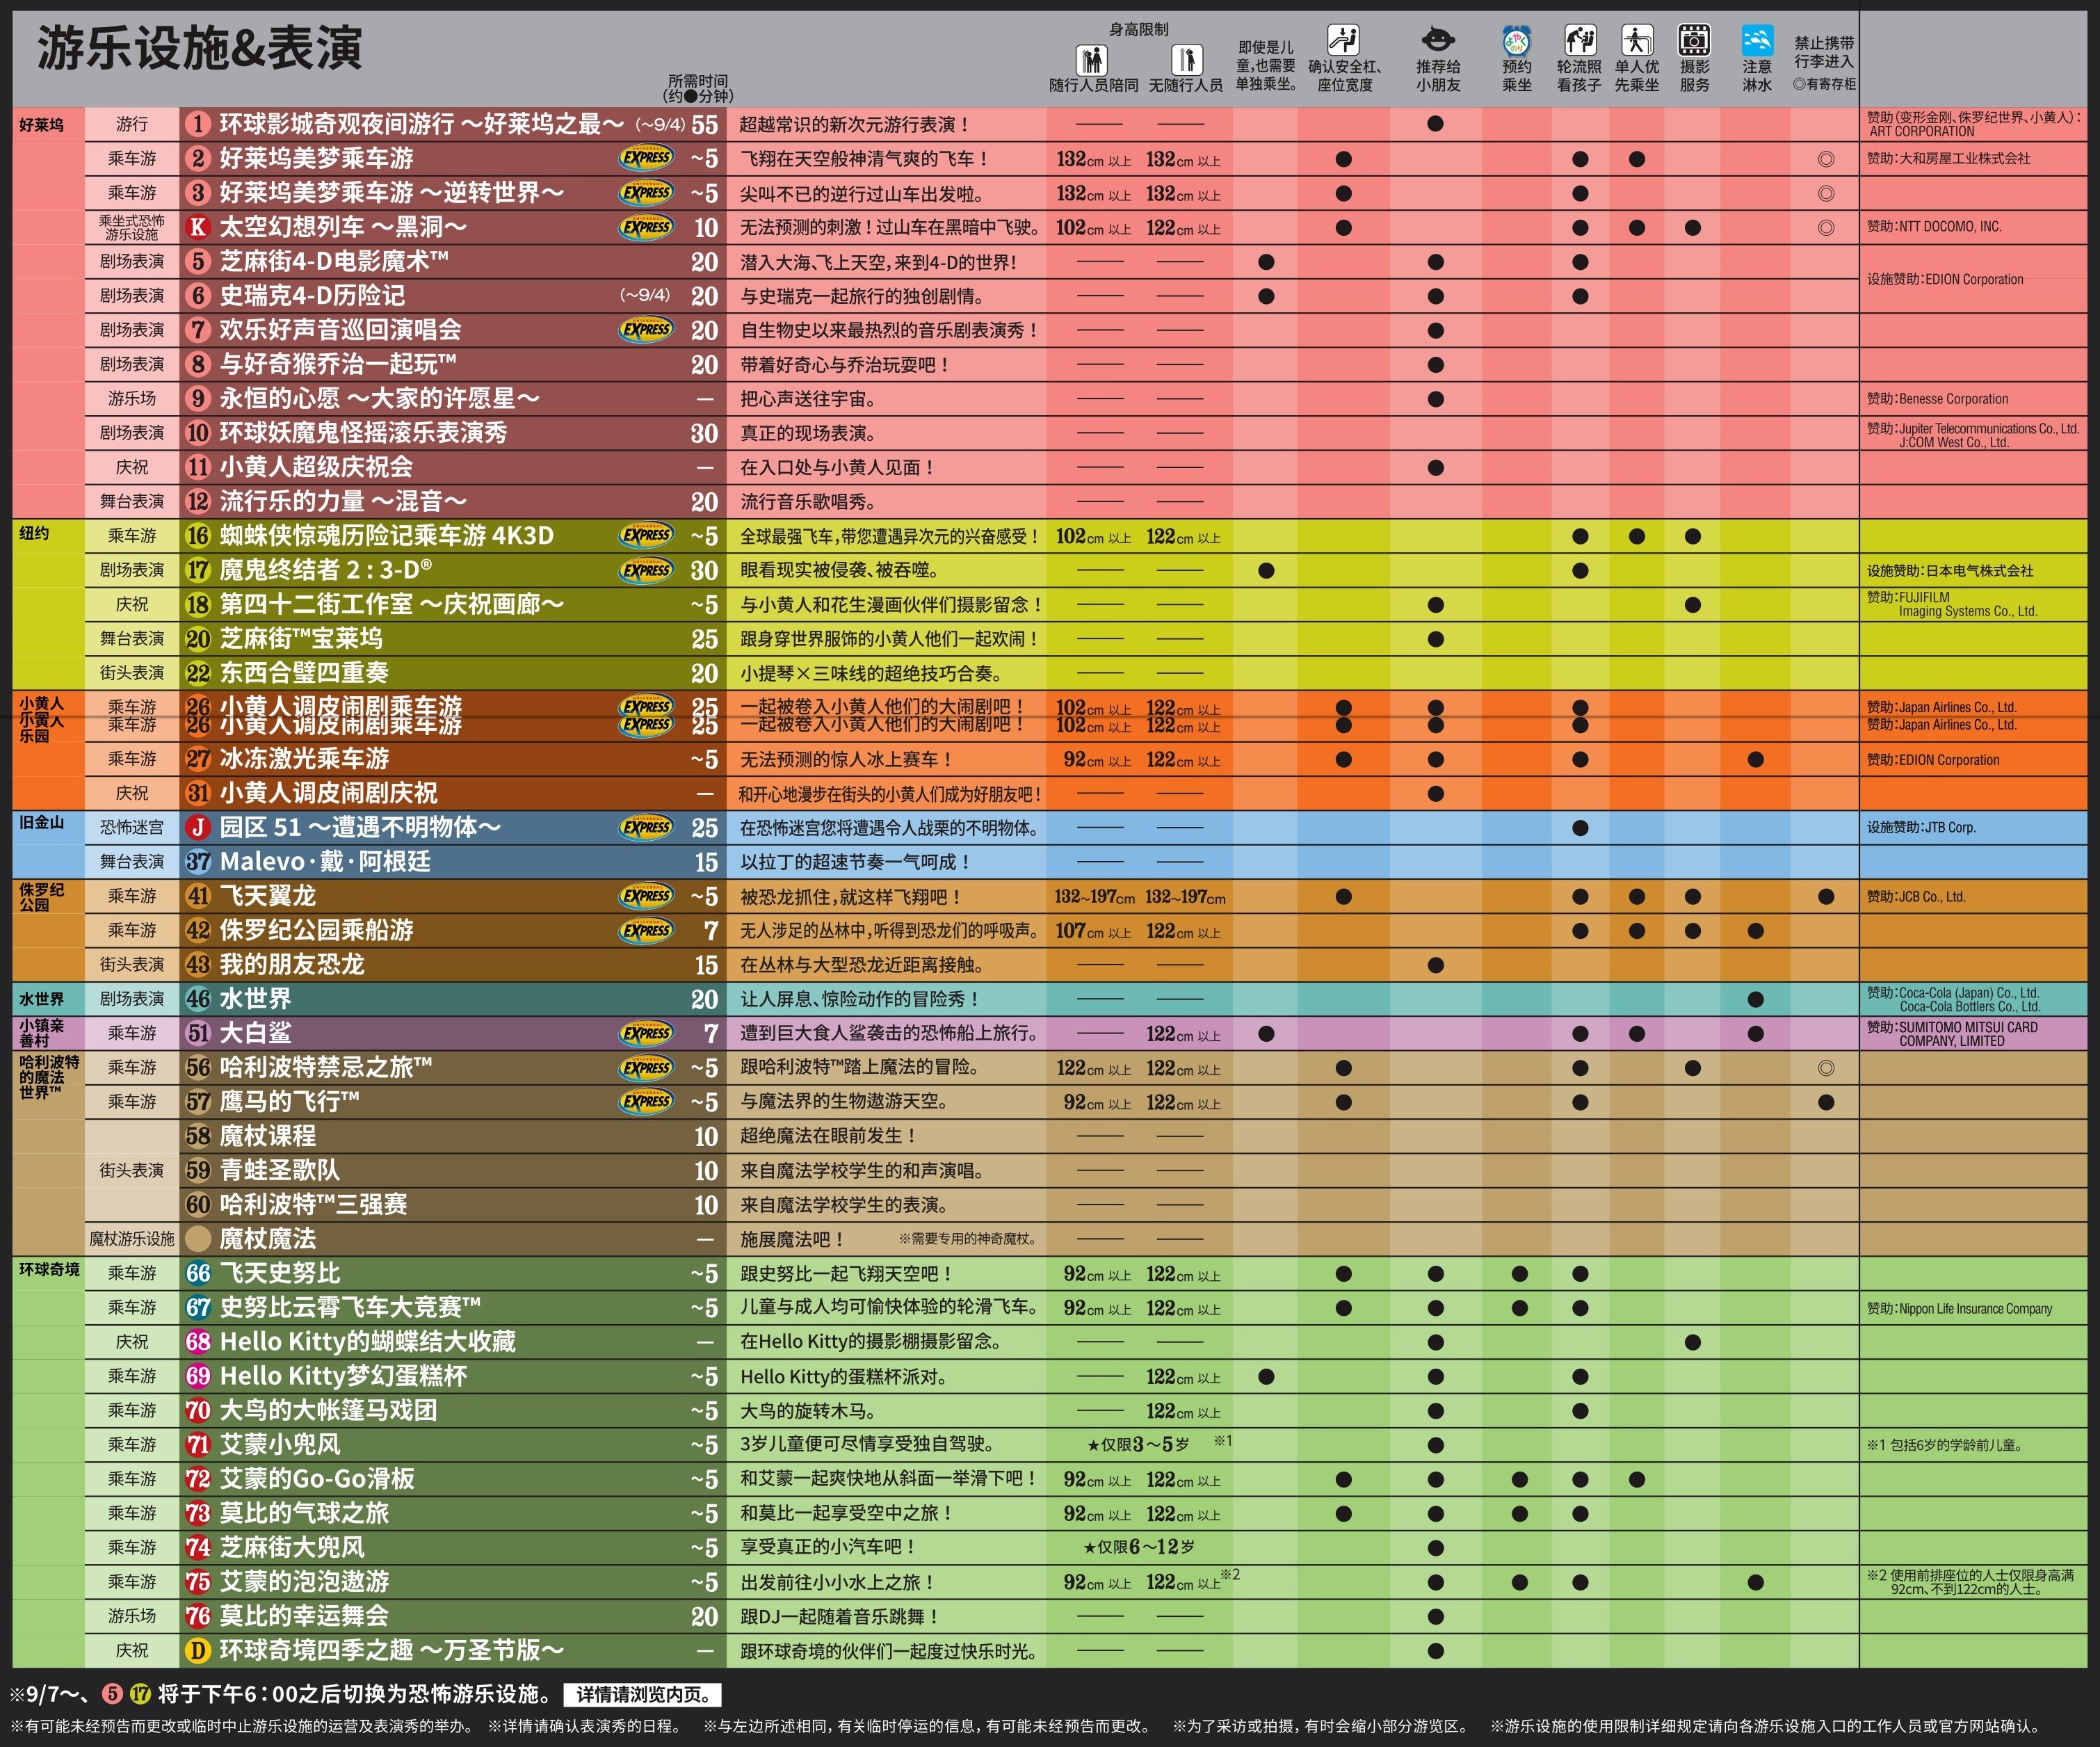 游乐设施&表演
所需时间
(约●分钟)
身高限制
随行人员陪同 无随行人员
即使是儿
童,也需要
单独乘坐。
确认安全杠、
座位宽度
推荐给
小朋友
よやく
のり
预约
乘坐
轮流照
看孩子
单人优
先乘坐
摄影
服务
注意
淋水
禁止携带
行李进入
◎有寄存柜
好莱坞 游行 1 环球影城奇观夜间游行 ～好莱坞之最～ (～9/4) 55 超越常识的新次元游行表演！ — — ● 赞助(变形金刚、侏罗纪世界、小黄人)：
ART CORPORATION
乘车游 2 好莱坞美梦乘车游 UNIVERSAL EXPRESS ~5 飞翔在天空般神清气爽的飞车！ 132cm 以上 132cm 以上 ● ● ● ◎ 赞助:大和房屋工业株式会社
乘车游 3 好莱坞美梦乘车游 ～逆转世界～ UNIVERSAL EXPRESS ~5 尖叫不已的逆行过山车出发啦。 132cm 以上 132cm 以上 ● ● ◎
乘坐式恐怖
游乐设施 K 太空幻想列车 ～黑洞～ UNIVERSAL EXPRESS 10 无法预测的刺激！过山车在黑暗中飞驶。 102cm 以上 122cm 以上 ● ● ● ● ◎ 赞助:NTT DOCOMO, INC.
剧场表演 5 芝麻街4-D电影魔术™ 20 潜入大海、飞上天空,来到4-D的世界！ — — ● ● ●
设施赞助:EDION Corporation
剧场表演 6 史瑞克4-D历险记 (～9/4) 20 与史瑞克一起旅行的独创剧情。 — — ● ● ●
剧场表演 7 欢乐好声音巡回演唱会 UNIVERSAL EXPRESS 20 自生物史以来最热烈的音乐剧表演秀！ — — ●
剧场表演 8 与好奇猴乔治一起玩™ 20 带着好奇心与乔治玩耍吧！ — — ●
游乐场 9 永恒的心愿 ～大家的许愿星～ — 把心声送往宇宙。 — — ● 赞助:Benesse Corporation
剧场表演 10 环球妖魔鬼怪摇滚乐表演秀 30 真正的现场表演。 — — 赞助:Jupiter Telecommunications Co., Ltd.
J:COM West Co., Ltd.
庆祝 11 小黄人超级庆祝会 — 在入口处与小黄人见面！ — — ●
舞台表演 12 流行乐的力量 ～混音～ 20 流行音乐歌唱秀。 — —
纽约 乘车游 16 蜘蛛侠惊魂历险记乘车游 4K3D UNIVERSAL EXPRESS ~5 全球最强飞车,带您遭遇异次元的兴奋感受！ 102cm 以上 122cm 以上 ● ● ●
剧场表演 17 魔鬼终结者 2 : 3-D® UNIVERSAL EXPRESS 30 眼看现实被侵袭、被吞噬。 — — ● ● 设施赞助:日本电气株式会社
庆祝 18 第四十二街工作室 ～庆祝画廊～ ~5 与小黄人和花生漫画伙伴们摄影留念！ — — ● ● 赞助:FUJIFILM
Imaging Systems Co., Ltd.
舞台表演 20 芝麻街™宝莱坞 25 跟身穿世界服饰的小黄人他们一起欢闹！ — — ●
街头表演 22 东西合璧四重奏 20 小提琴×三味线的超绝技巧合奏。 — —
小黄人 乘车游 26 小黄人调皮闹剧乘车游 UNIVERSAL EXPRESS 25 一起被卷入小黄人他们的大闹剧吧！ 102cm 以上 122cm 以上 ● ● ● 赞助:Japan Airlines Co., Ltd.
小黄人
乐园 乘车游 26 小黄人调皮闹剧乘车游 EXPRESS 25 一起被卷入小黄人他们的大闹剧吧！ 102cm 以上 122cm 以上 ● ● ● 赞助:Japan Airlines Co., Ltd.
乘车游 27 冰冻激光乘车游 ~5 无法预测的惊人冰上赛车！ 92cm 以上 122cm 以上 ● ● ● ● 赞助:EDION Corporation
庆祝 31 小黄人调皮闹剧庆祝 — 和开心地漫步在街头的小黄人们成为好朋友吧！ — — ●
旧金山 恐怖迷宫 J 园区 51 ～遭遇不明物体～ UNIVERSAL EXPRESS 25 在恐怖迷宫您将遭遇令人战栗的不明物体。 — — ● 设施赞助:JTB Corp.
舞台表演 37 Malevo·戴·阿根廷 15 以拉丁的超速节奏一气呵成！ — —
侏罗纪
公园 乘车游 41 飞天翼龙 UNIVERSAL EXPRESS ~5 被恐龙抓住,就这样飞翔吧！ 132~197cm 132~197cm ● ● ● ● ● 赞助:JCB Co., Ltd.
乘车游 42 侏罗纪公园乘船游 UNIVERSAL EXPRESS 7 无人涉足的丛林中,听得到恐龙们的呼吸声。 107cm 以上 122cm 以上 ● ● ● ●
街头表演 43 我的朋友恐龙 15 在丛林与大型恐龙近距离接触。 — — ●
水世界 剧场表演 46 水世界 20 让人屏息、惊险动作的冒险秀！ — — ● 赞助:Coca-Cola (Japan) Co., Ltd.
Coca-Cola Bottlers Co., Ltd.
小镇亲
善村 乘车游 51 大白鲨 UNIVERSAL EXPRESS 7 遭到巨大食人鲨袭击的恐怖船上旅行。 — 122cm 以上 ● ● ● ● 赞助:SUMITOMO MITSUI CARD
COMPANY, LIMITED
哈利波特
的魔法
世界™ 乘车游 56 哈利波特禁忌之旅™ UNIVERSAL EXPRESS ~5 跟哈利波特™踏上魔法的冒险。 122cm 以上 122cm 以上 ● ● ● ◎
乘车游 57 鹰马的飞行™ UNIVERSAL EXPRESS ~5 与魔法界的生物遨游天空。 92cm 以上 122cm 以上 ● ● ●
58 魔杖课程 10 超绝魔法在眼前发生！ — —
街头表演 59 青蛙圣歌队 10 来自魔法学校学生的和声演唱。 — —
60 哈利波特™三强赛 10 来自魔法学校学生的表演。 — —
魔杖游乐设施 魔杖魔法 — 施展魔法吧！ ※需要专用的神奇魔杖。 — —
环球奇境 乘车游 66 飞天史努比 ~5 跟史努比一起飞翔天空吧！ 92cm 以上 122cm 以上 ● ● ● ●
乘车游 67 史努比云霄飞车大竞赛™ ~5 儿童与成人均可愉快体验的轮滑飞车。 92cm 以上 122cm 以上 ● ● ● ● 赞助:Nippon Life Insurance Company
庆祝 68 Hello Kitty的蝴蝶结大收藏 — 在Hello Kitty的摄影棚摄影留念。 — — ● ●
乘车游 69 Hello Kitty梦幻蛋糕杯 ~5 Hello Kitty的蛋糕杯派对。 — 122cm 以上 ● ● ●
乘车游 70 大鸟的大帐篷马戏团 ~5 大鸟的旋转木马。 — 122cm 以上 ● ●
乘车游 71 艾蒙小兜风 ~5 3岁儿童便可尽情享受独自驾驶。 ★仅限3～5岁 ※1 ● ※1 包括6岁的学龄前儿童。
乘车游 72 艾蒙的Go-Go滑板 ~5 和艾蒙一起爽快地从斜面一举滑下吧！ 92cm 以上 122cm 以上 ● ● ● ● ●
乘车游 73 莫比的气球之旅 ~5 和莫比一起享受空中之旅！ 92cm 以上 122cm 以上 ● ● ● ●
乘车游 74 芝麻街大兜风 ~5 享受真正的小汽车吧！ ★仅限6～12岁 ●
乘车游 75 艾蒙的泡泡遨游 ~5 出发前往小小水上之旅！ 92cm 以上 122cm 以上※2 ● ● ● ● ※2 使用前排座位的人士仅限身高满
92cm、不到122cm的人士。
游乐场 76 莫比的幸运舞会 20 跟DJ一起随着音乐跳舞！ — — ●
庆祝 D 环球奇境四季之趣 ～万圣节版～ — 跟环球奇境的伙伴们一起度过快乐时光。 — — ●
※9/7～、 5 17 将于下午6：00之后切换为恐怖游乐设施。 详情请浏览内页。
※有可能未经预告而更改或临时中止游乐设施的运营及表演秀的举办。 ※详情请确认表演秀的日程。 ※与左边所述相同,有关临时停运的信息,有可能未经预告而更改。 ※为了采访或拍摄,有时会缩小部分游览区。 ※游乐设施的使用限制详细规定请向各游乐设施入口的工作人员或官方网站确认。